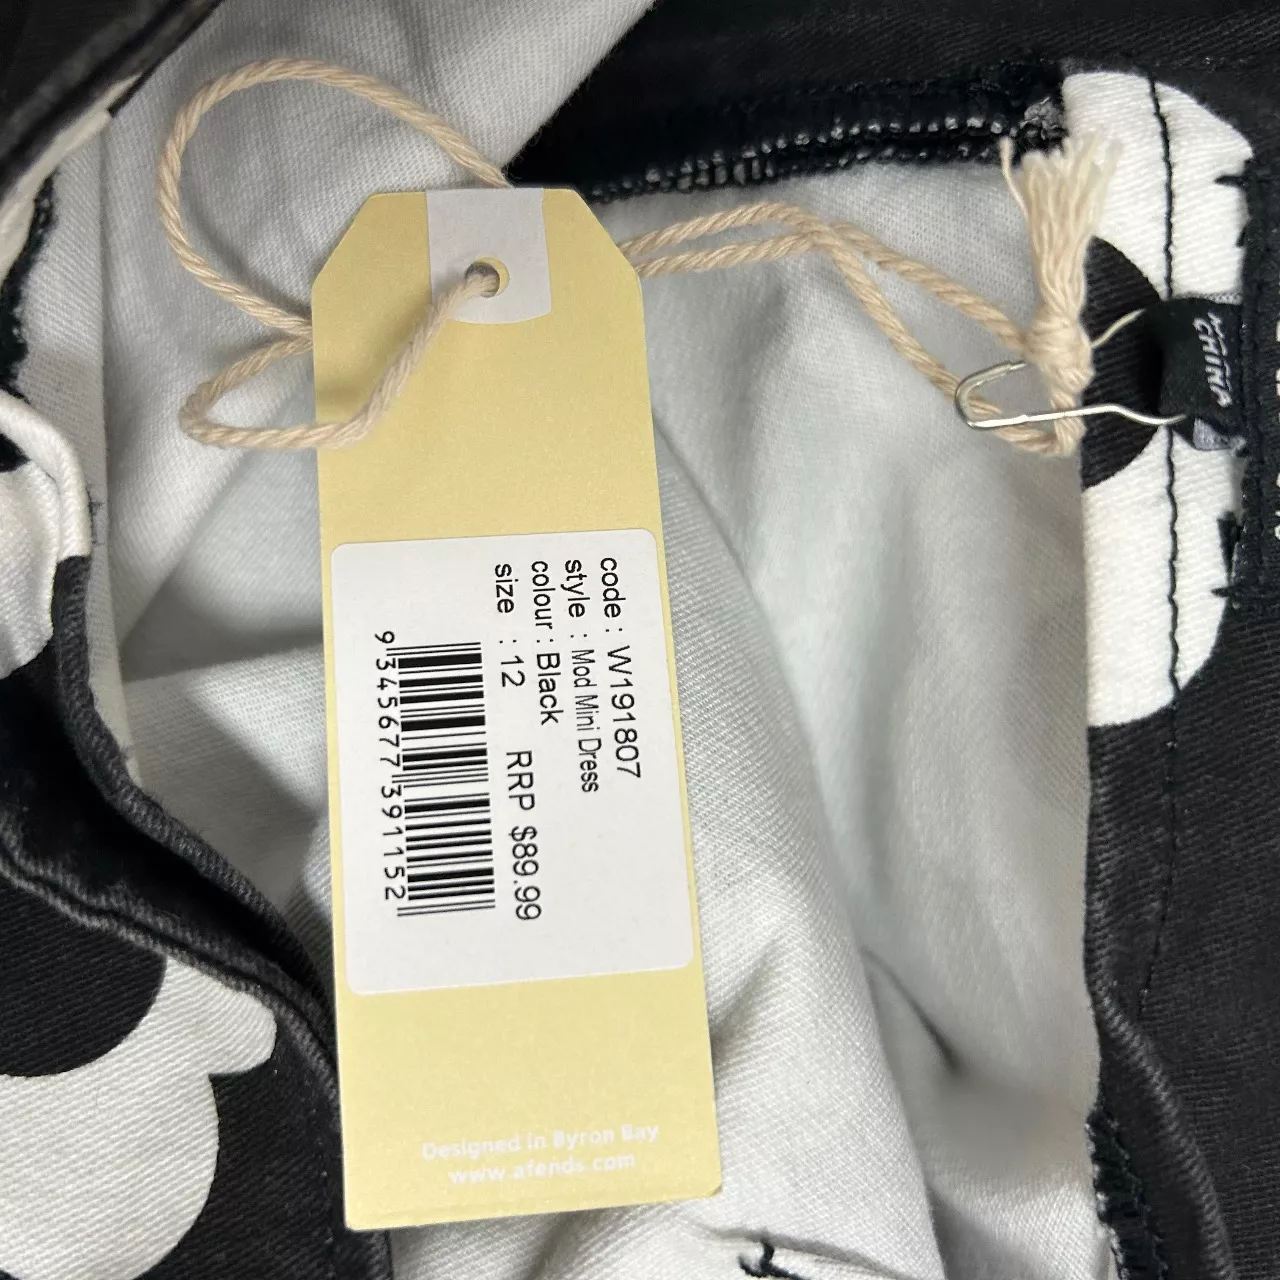 code : W191807
style : Mod Mini Dress
colour : Black
size : 12 RRP $89.99
9 345677 391152
Designed in Byron Bay
www.afends.com
CHINA